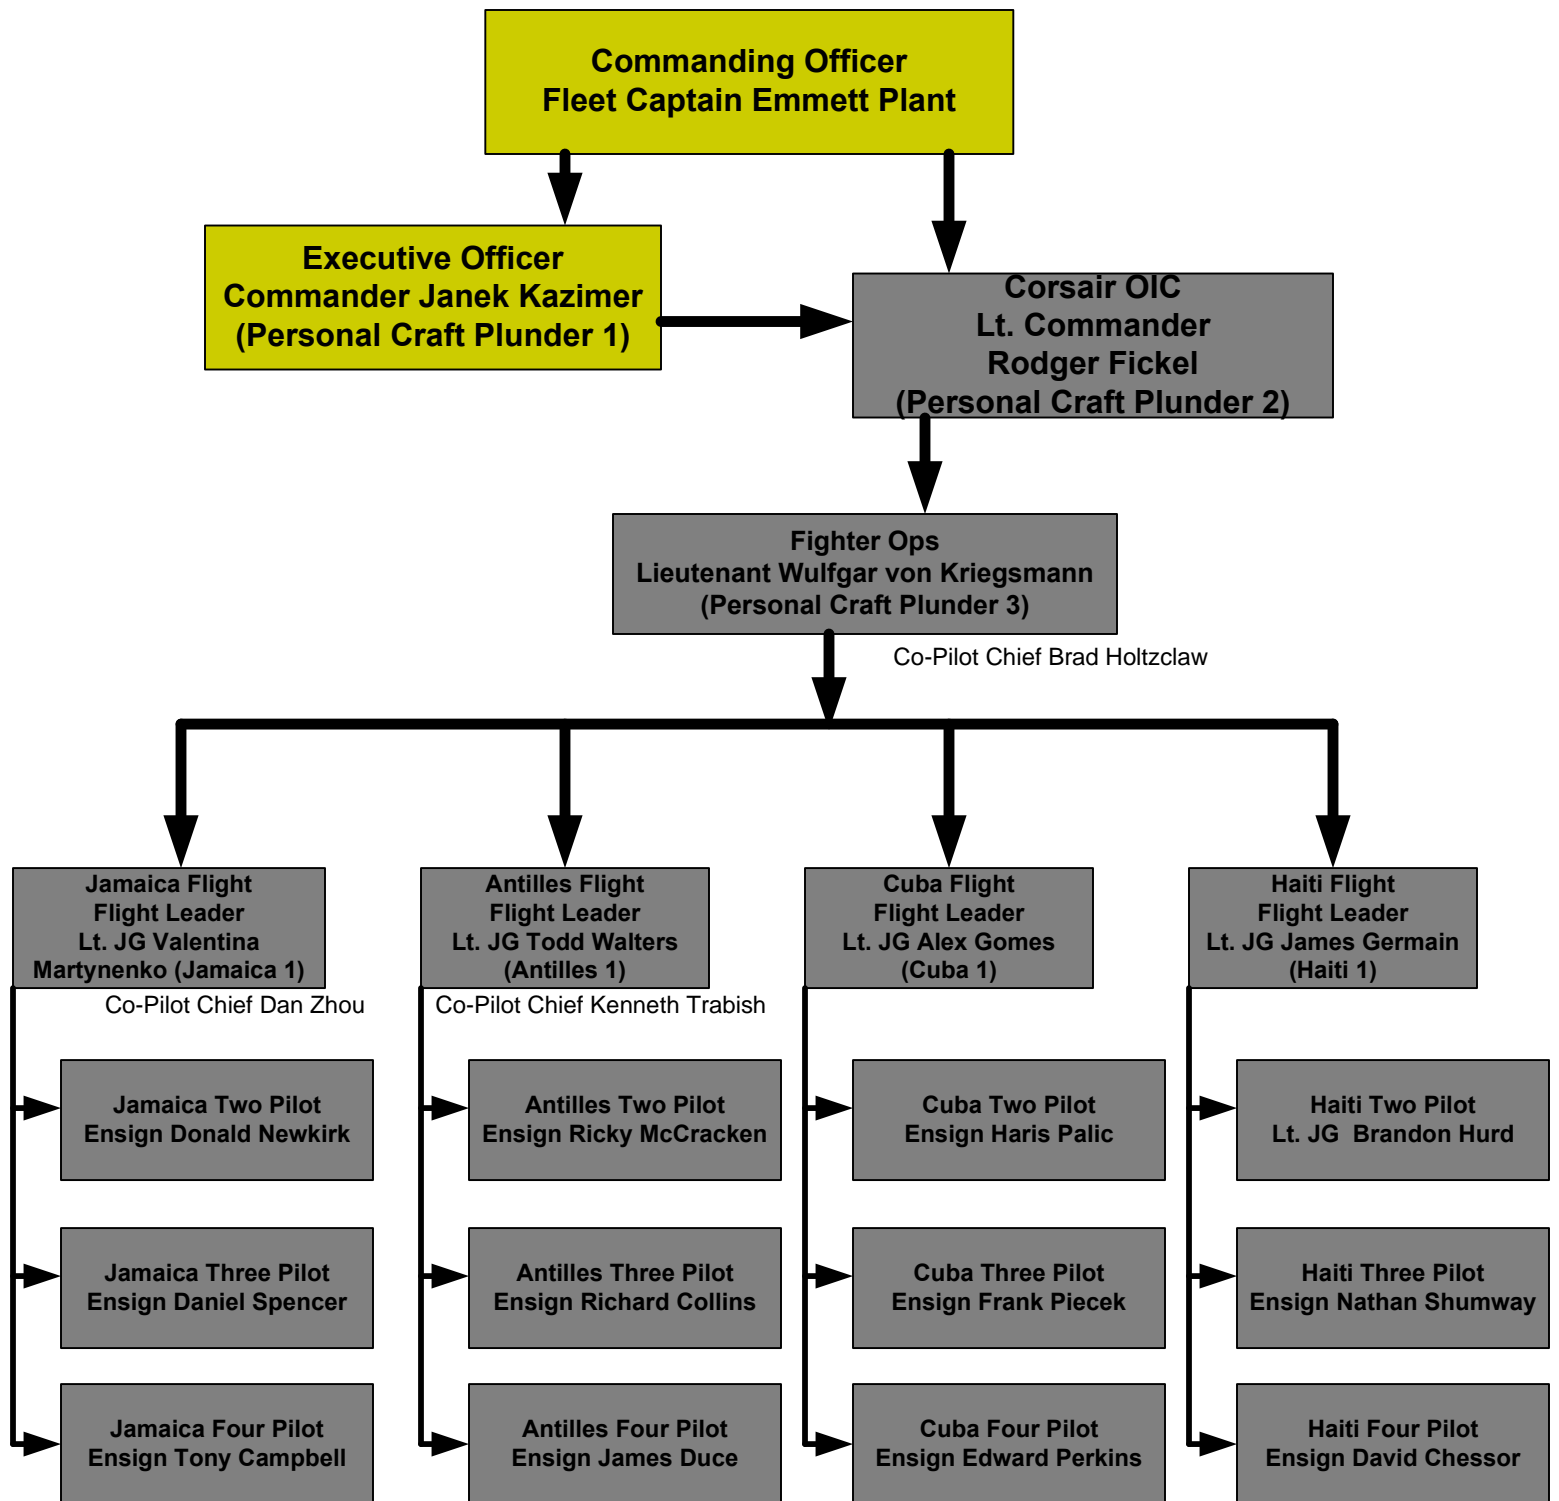 Commanding Officer
Fleet Captain Emmett Plant
Executive Officer
Commander Janek Kazimer
(Personal Craft Plunder 1)
Corsair OIC
Lt. Commander
Rodger Fickel
(Personal Craft Plunder 2)
Fighter Ops
Lieutenant Wulfgar von Kriegsmann
(Personal Craft Plunder 3)
Co-Pilot Chief Brad Holtzclaw
Jamaica Flight
Flight Leader
Lt. JG Valentina
Martynenko (Jamaica 1)
Co-Pilot Chief Dan Zhou
Antilles Flight
Flight Leader
Lt. JG Todd Walters
(Antilles 1)
Co-Pilot Chief Kenneth Trabish
Cuba Flight
Flight Leader
Lt. JG Alex Gomes
(Cuba 1)
Haiti Flight
Flight Leader
Lt. JG James Germain
(Haiti 1)
Jamaica Two Pilot
Ensign Donald Newkirk
Antilles Two Pilot
Ensign Ricky McCracken
Cuba Two Pilot
Ensign Haris Palic
Haiti Two Pilot
Lt. JG  Brandon Hurd
Jamaica Three Pilot
Ensign Daniel Spencer
Antilles Three Pilot
Ensign Richard Collins
Cuba Three Pilot
Ensign Frank Piecek
Haiti Three Pilot
Ensign Nathan Shumway
Jamaica Four Pilot
Ensign Tony Campbell
Antilles Four Pilot
Ensign James Duce
Cuba Four Pilot
Ensign Edward Perkins
Haiti Four Pilot
Ensign David Chessor